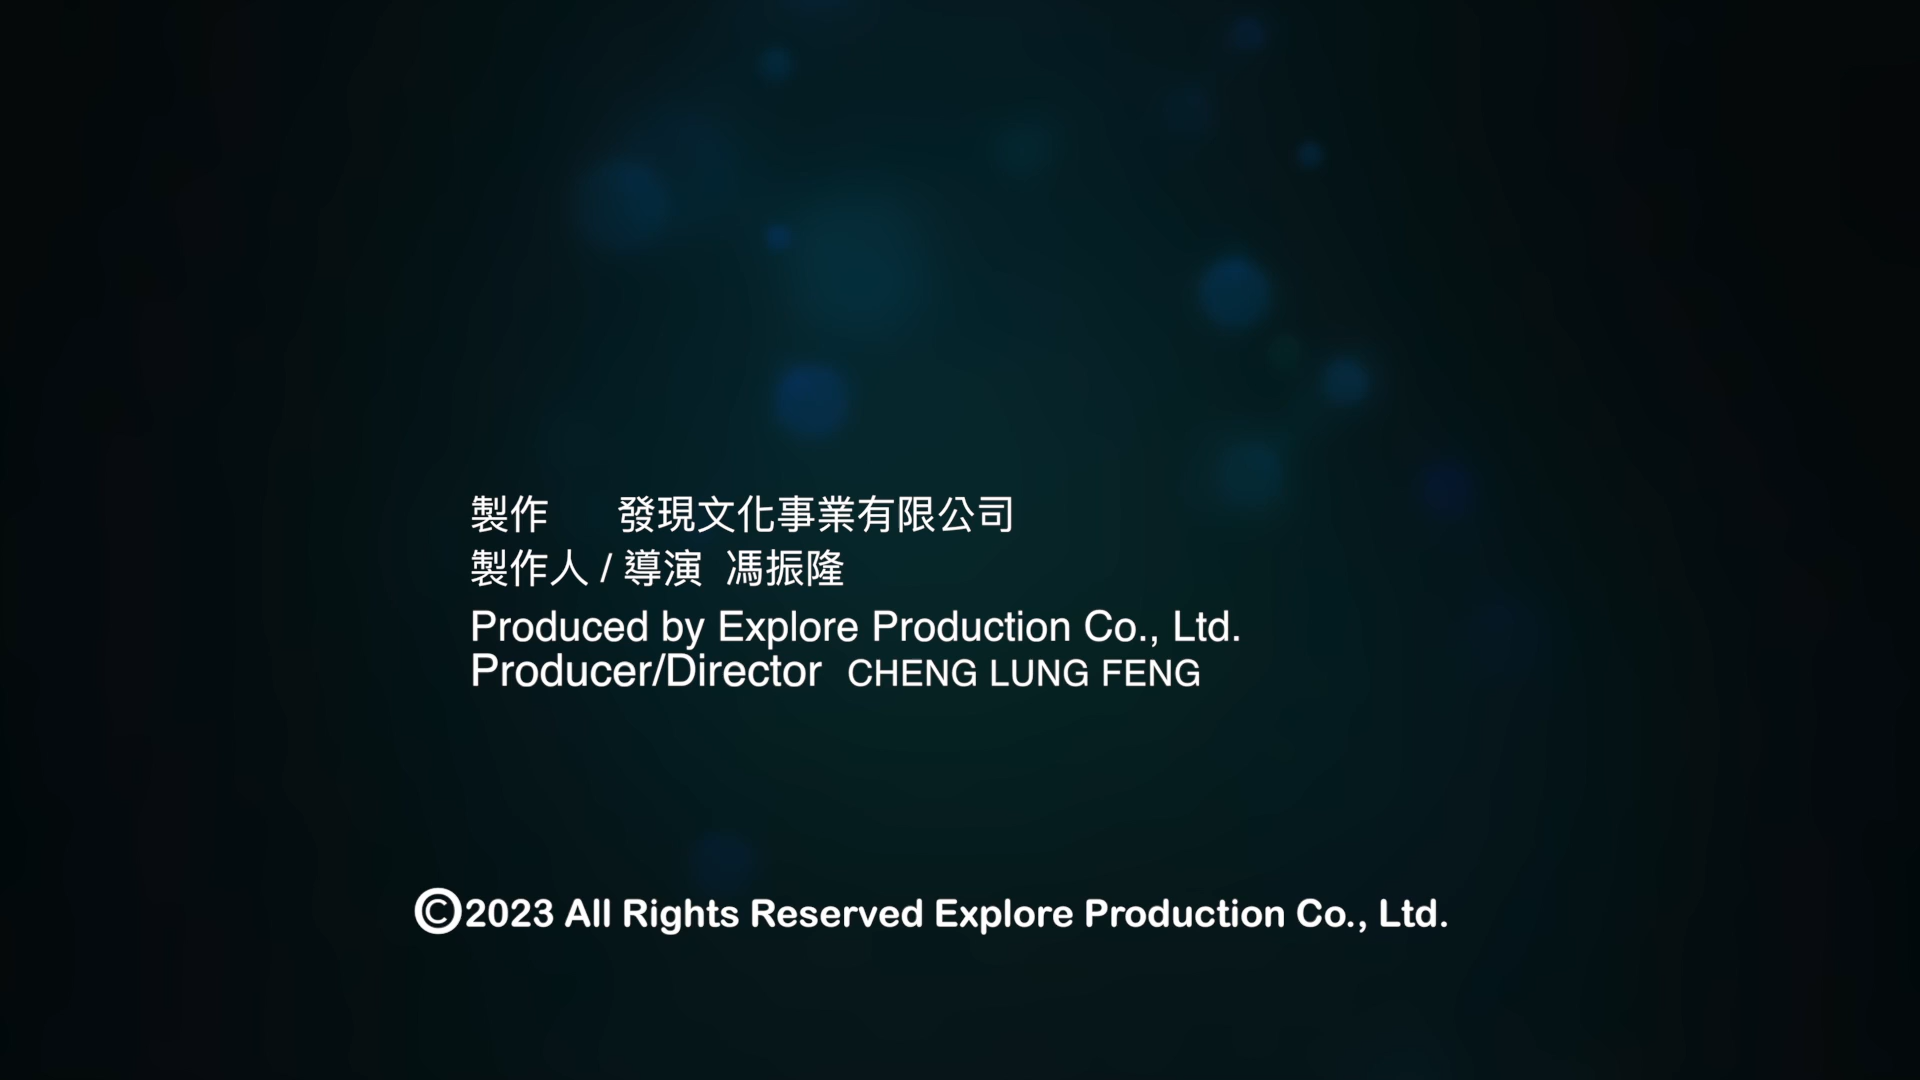 製作 發現文化事業有限公司
製作人 / 導演 馮振隆
Produced by Explore Production Co., Ltd.
Producer/Director CHENG LUNG FENG
©2023 All Rights Reserved Explore Production Co., Ltd.